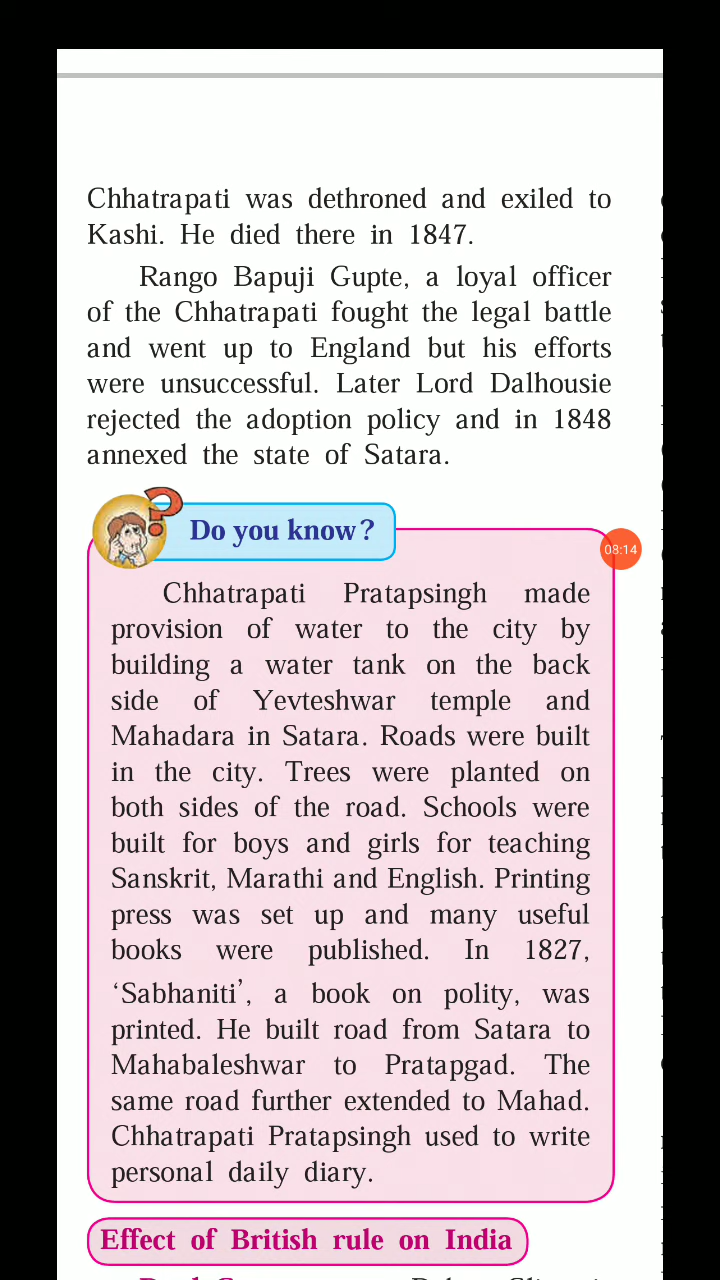 Chhatrapati was dethroned and exiled to
Kashi. He died there in 1847.
Rango Bapuji Gupte, a loyal officer
of the Chhatrapati fought the legal battle
and went up to England but his efforts
were unsuccessful. Later Lord Dalhousie
rejected the adoption policy and in 1848
annexed the state of Satara.
Do you know?
08:14
Chhatrapati Pratapsingh made
provision of water to the city by
building a water tank on the back
side of Yevteshwar temple and
Mahadara in Satara. Roads were built
in the city. Trees were planted on
both sides of the road. Schools were
built for boys and girls for teaching
Sanskrit, Marathi and English. Printing
press was set up and many useful
books were published. In 1827,
‘Sabhaniti’, a book on polity, was
printed. He built road from Satara to
Mahabaleshwar to Pratapgad. The
same road further extended to Mahad.
Chhatrapati Pratapsingh used to write
personal daily diary.
Effect of British rule on India